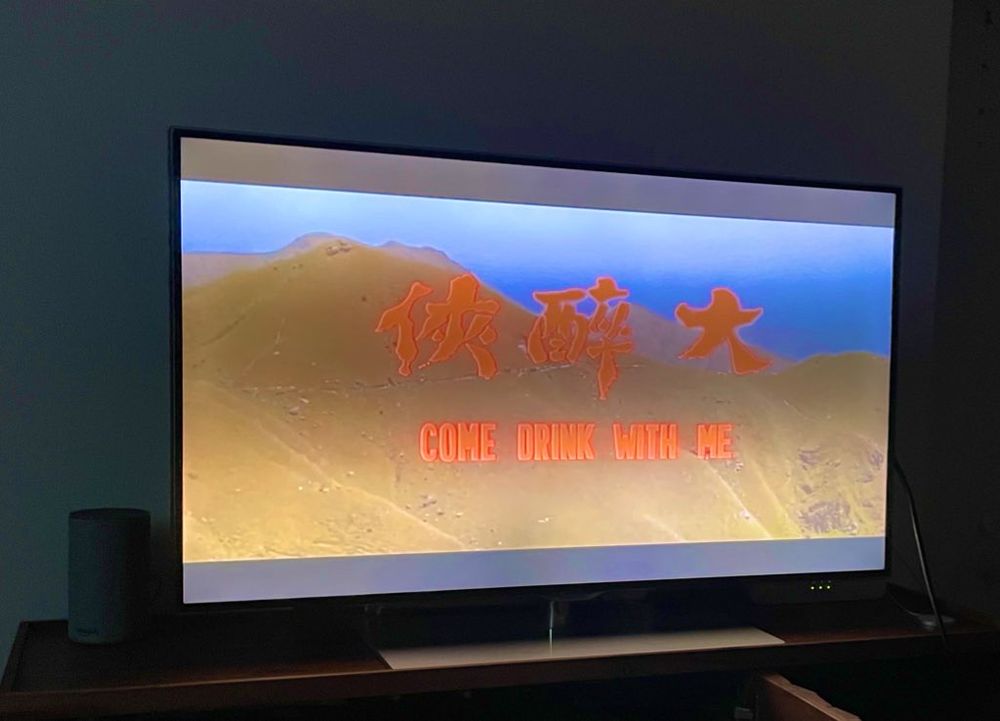 大醉俠
COME DRINK WITH ME